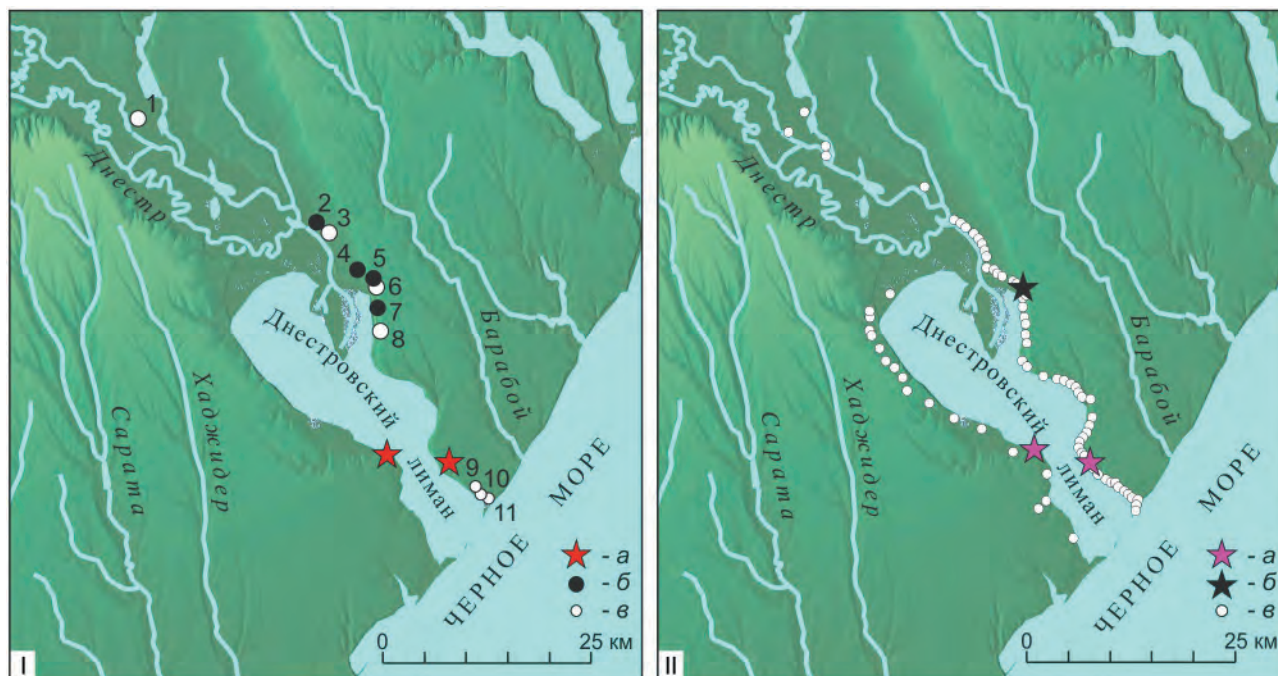 1
2
3
4
5
6
7
8
9
10
11
Днестр
Днестровский
лиман
Барабой
Хаджидер
Сарата
ЧЕРНОЕ
МОРЕ
- а
- б
- в
0
25 км
I
Днестр
Днестровский
лиман
Барабой
Хаджидер
Сарата
ЧЕРНОЕ
МОРЕ
- а
- б
- в
0
25 км
II